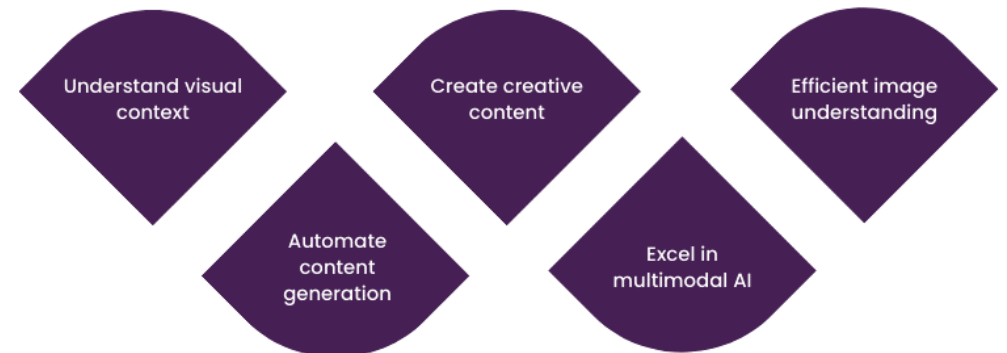 Understand visual
context
Create creative
content
Efficient image
understanding
Automate
content
generation
Excel in
multimodal AI